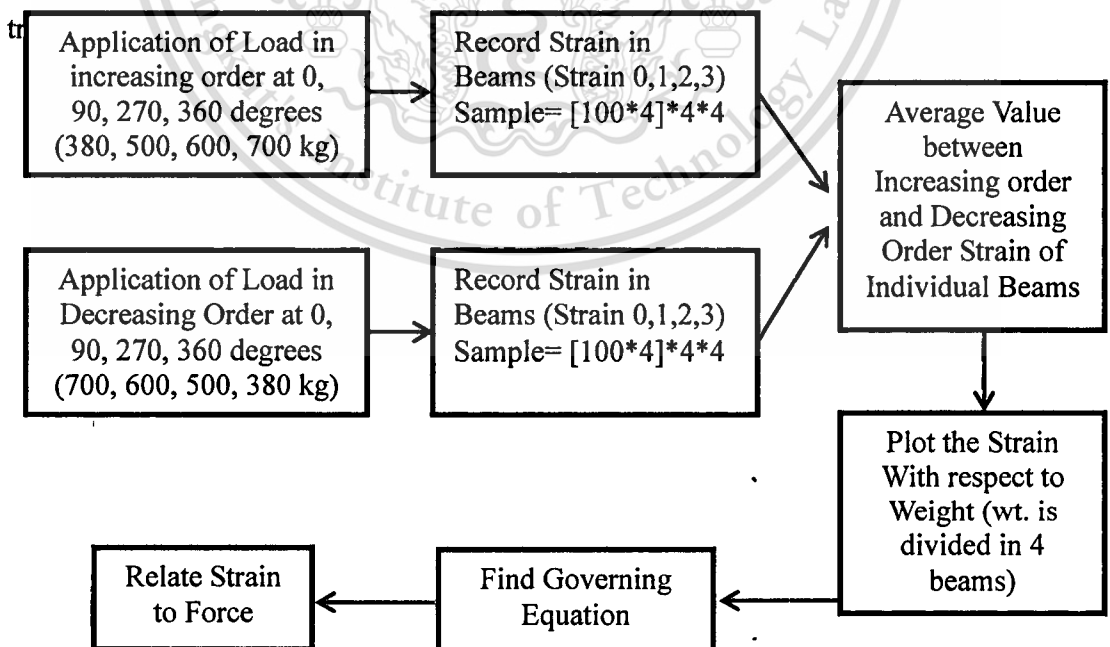 tr
Application of Load in
increasing order at 0,
90, 270, 360 degrees
(380, 500, 600, 700 kg)
Record Strain in
Beams (Strain 0,1,2,3)
Sample= [100*4]*4*4
Average Value
between
Increasing order
and Decreasing
Order Strain of
Individual Beams
Application of Load in
Decreasing Order at 0,
90, 270, 360 degrees
(700, 600, 500, 380 kg)
Record Strain in
Beams (Strain 0,1,2,3)
Sample= [100*4]*4*4
Plot the Strain
With respect to
Weight (wt. is
divided in 4
beams)
Find Governing
Equation
Relate Strain
to Force
Institute of Technology